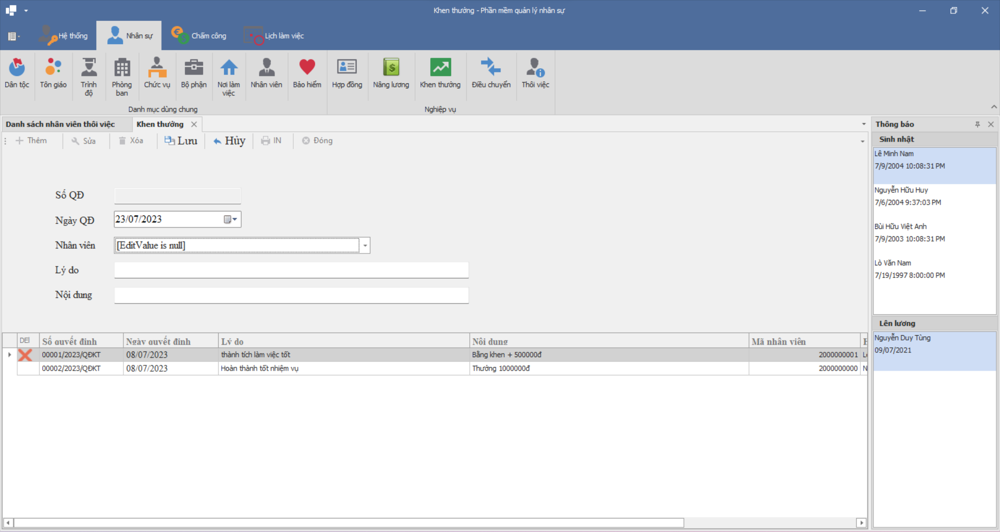 Khen thưởng - Phần mềm quản lý nhân sự
Hệ thống
Nhân sự
Chấm công
Lịch làm việc
Dân tộc
Tôn giáo
Trình độ
Phòng ban
Chức vụ
Bộ phận
Nơi làm việc
Nhân viên
Bảo hiểm
Hợp đồng
Nâng lương
Khen thưởng
Điều chuyển
Thôi việc
Danh mục dùng chung
Nghiệp vụ
Danh sách nhân viên thôi việc
Khen thưởng
Thêm
Sửa
Xóa
Lưu
Hủy
IN
Đóng
Số QĐ
Ngày QĐ
23/07/2023
Nhân viên
[EditValue is null]
Lý do
Nội dung
DEl Số quyết định Ngày quyết định Lý do Nội dung Mã nhân viên
00001/2023/QĐKT 08/07/2023 thành tích làm việc tốt Bằng khen + 500000đ 2000000001
00002/2023/QĐKT 08/07/2023 Hoàn thành tốt nhiệm vụ Thưởng 1000000đ 2000000000
Thông báo
Sinh nhật
Lê Minh Nam
7/9/2004 10:08:31 PM
Nguyễn Hữu Huy
7/6/2004 9:37:03 PM
Bùi Hữu Việt Anh
7/9/2003 10:08:31 PM
Lò Văn Nam
7/19/1997 8:00:00 PM
Lên lương
Nguyễn Duy Tùng
09/07/2021